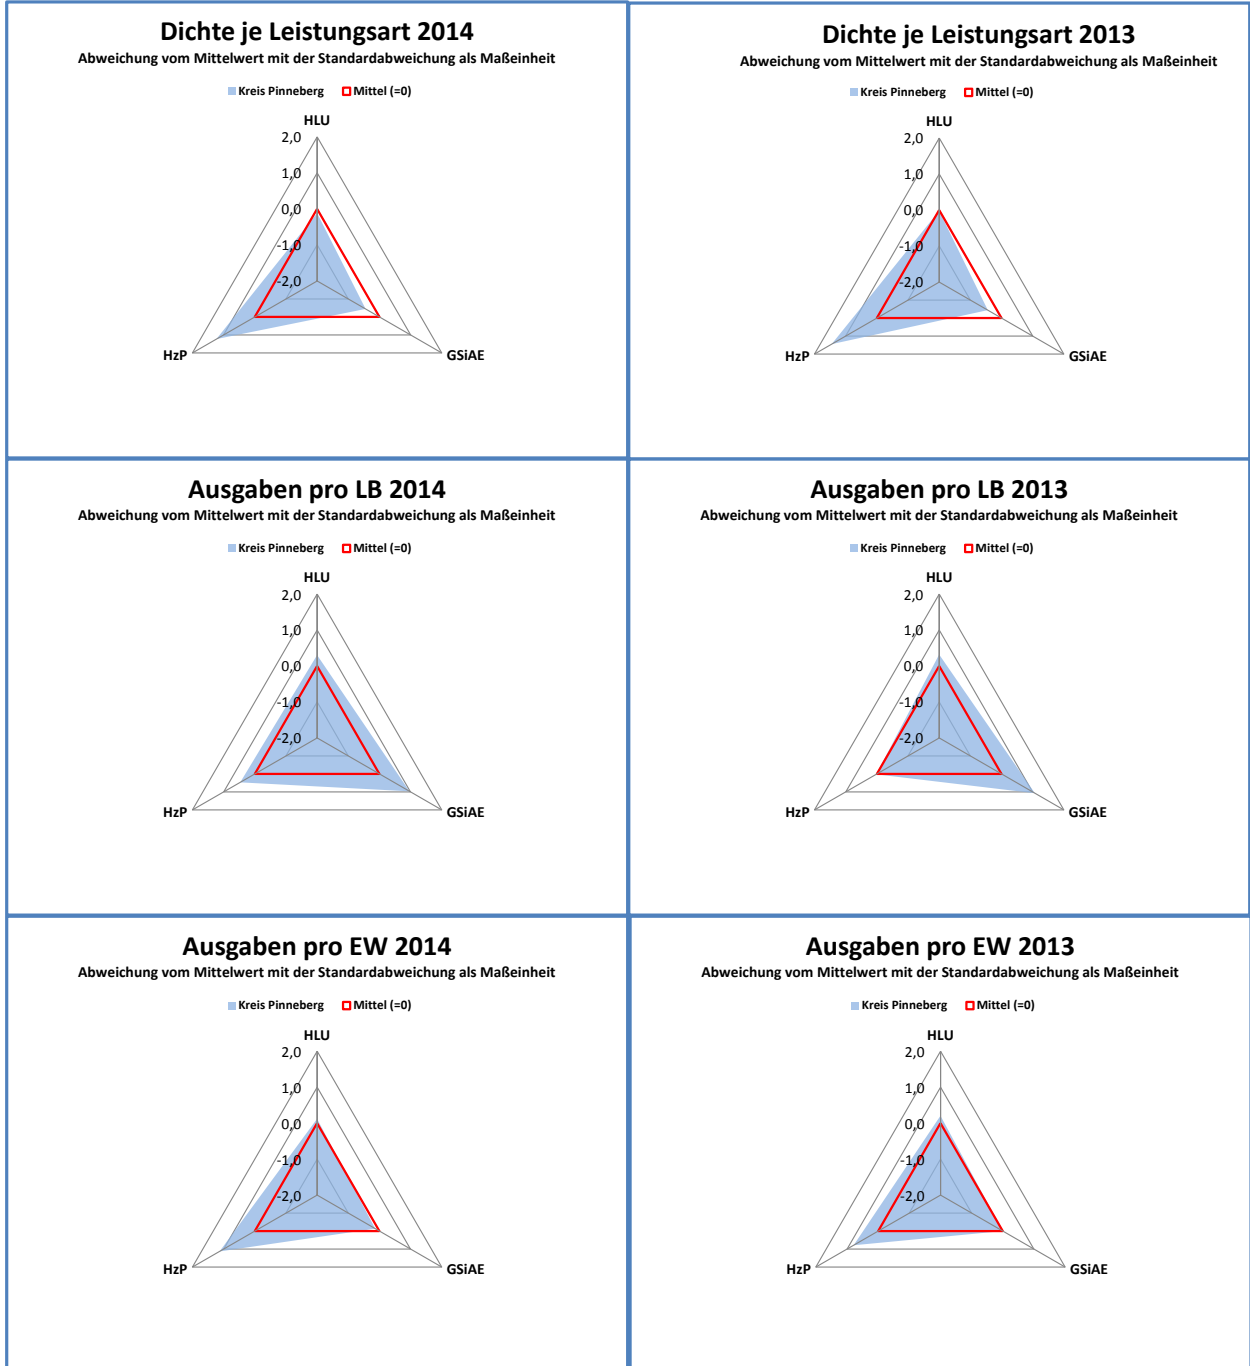 Dichte je Leistungsart 2014
Abweichung vom Mittelwert mit der Standardabweichung als Maßeinheit
Kreis Pinneberg Mittel (=0)
HLU
2,0
1,0
0,0
-1,0
-2,0
HzP
GSiAE
Dichte je Leistungsart 2013
Abweichung vom Mittelwert mit der Standardabweichung als Maßeinheit
Kreis Pinneberg Mittel (=0)
HLU
2,0
1,0
0,0
-1,0
-2,0
HzP
GSiAE
Ausgaben pro LB 2014
Abweichung vom Mittelwert mit der Standardabweichung als Maßeinheit
Kreis Pinneberg Mittel (=0)
HLU
2,0
1,0
0,0
-1,0
-2,0
HzP
GSiAE
Ausgaben pro LB 2013
Abweichung vom Mittelwert mit der Standardabweichung als Maßeinheit
Kreis Pinneberg Mittel (=0)
HLU
2,0
1,0
0,0
-1,0
-2,0
HzP
GSiAE
Ausgaben pro EW 2014
Abweichung vom Mittelwert mit der Standardabweichung als Maßeinheit
Kreis Pinneberg Mittel (=0)
HLU
2,0
1,0
0,0
-1,0
-2,0
HzP
GSiAE
Ausgaben pro EW 2013
Abweichung vom Mittelwert mit der Standardabweichung als Maßeinheit
Kreis Pinneberg Mittel (=0)
HLU
2,0
1,0
0,0
-1,0
-2,0
HzP
GSiAE